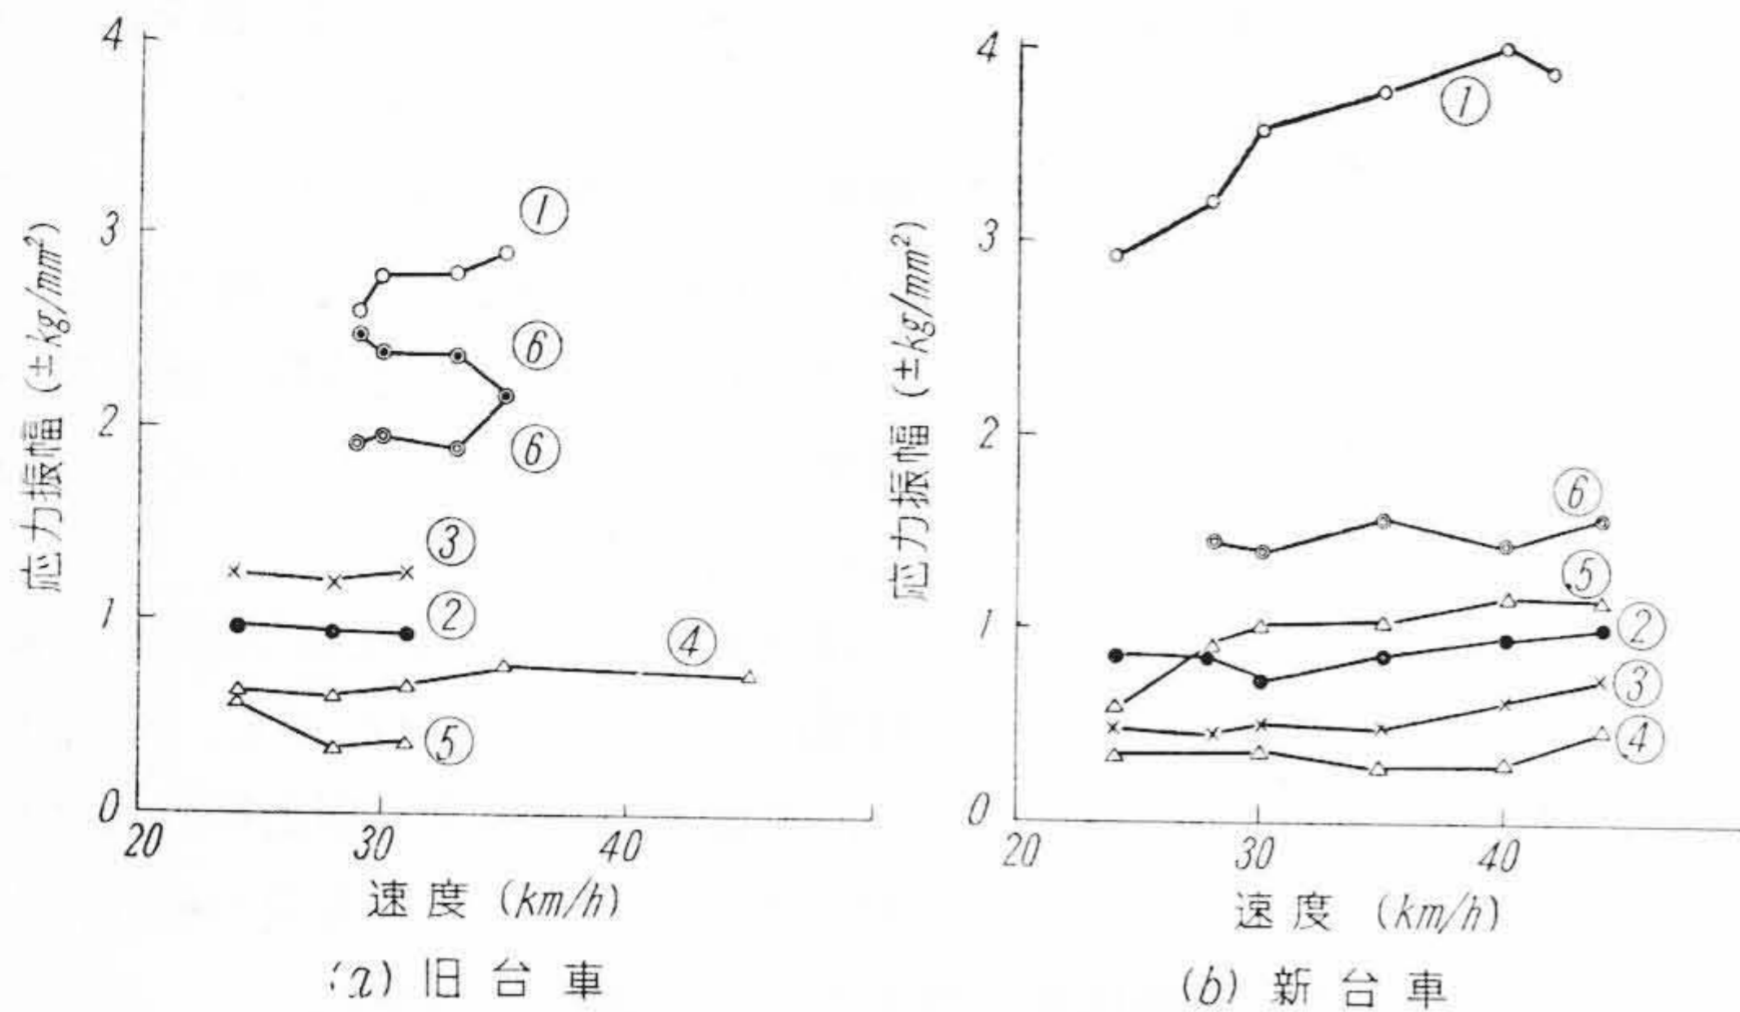 4
3
2
1
0
応力振幅 (±kg/mm²)
①
⑥
⑥
③
②
④
⑤
20 30 40
速度 (km/h)
(a) 旧台車
4
3
2
1
0
応力振幅 (±kg/mm²)
①
⑥
⑤
②
③
④
20 30 40
速度 (km/h)
(b) 新台車